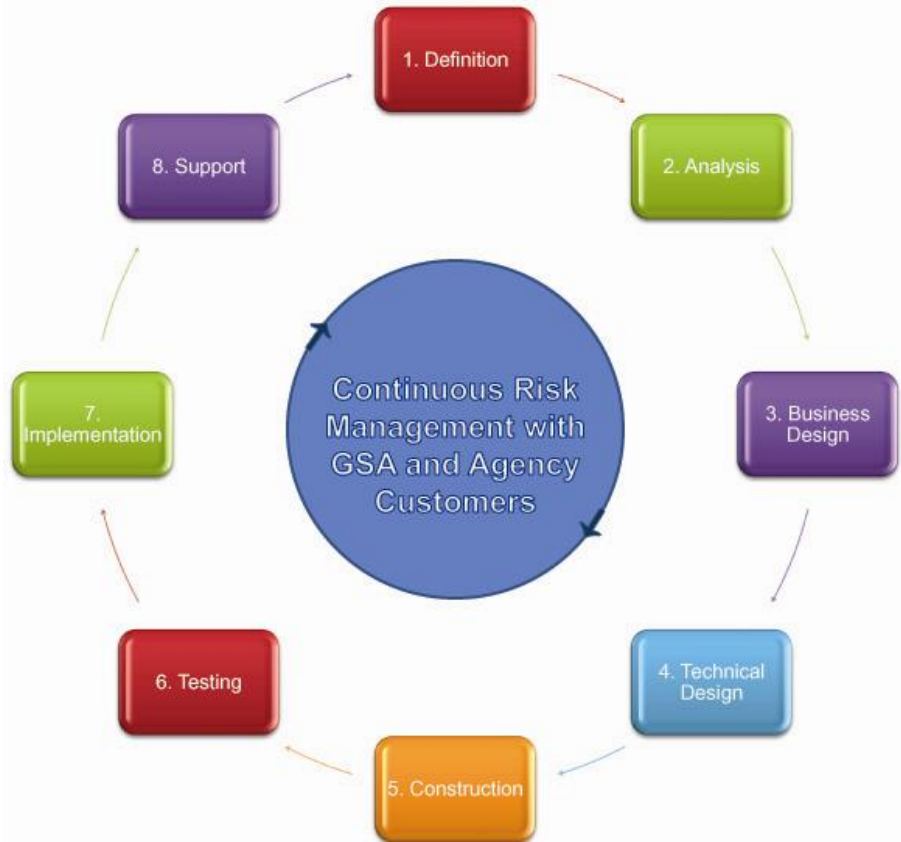 1. Definition
2. Analysis
3. Business
Design
4. Technical
Design
5. Construction
6. Testing
7.
Implementation
8. Support
Continuous Risk
Management with
GSA and Agency
Customers